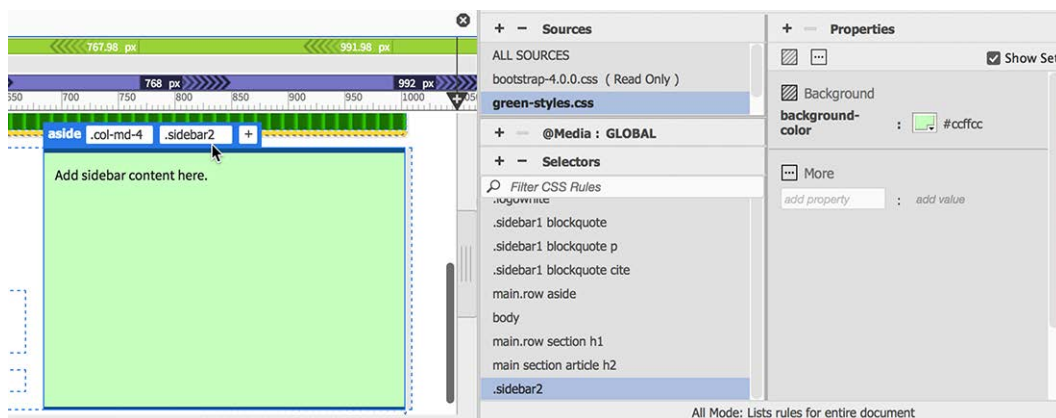 767.98 px
991.98 px
768 px
992 px
650 700 750 800 850 900 950 1000 1050
aside .col-md-4 .sidebar2 +
Add sidebar content here.
+ − Sources
ALL SOURCES
bootstrap-4.0.0.css ( Read Only )
green-styles.css
+ − @Media : GLOBAL
+ − Selectors
Filter CSS Rules
.logowhite
.sidebar1 blockquote
.sidebar1 blockquote p
.sidebar1 blockquote cite
main.row aside
body
main.row section h1
main section article h2
.sidebar2
+ − Properties
Show Set
Background
background-
color : #ccffcc
More
add property : add value
All Mode: Lists rules for entire document